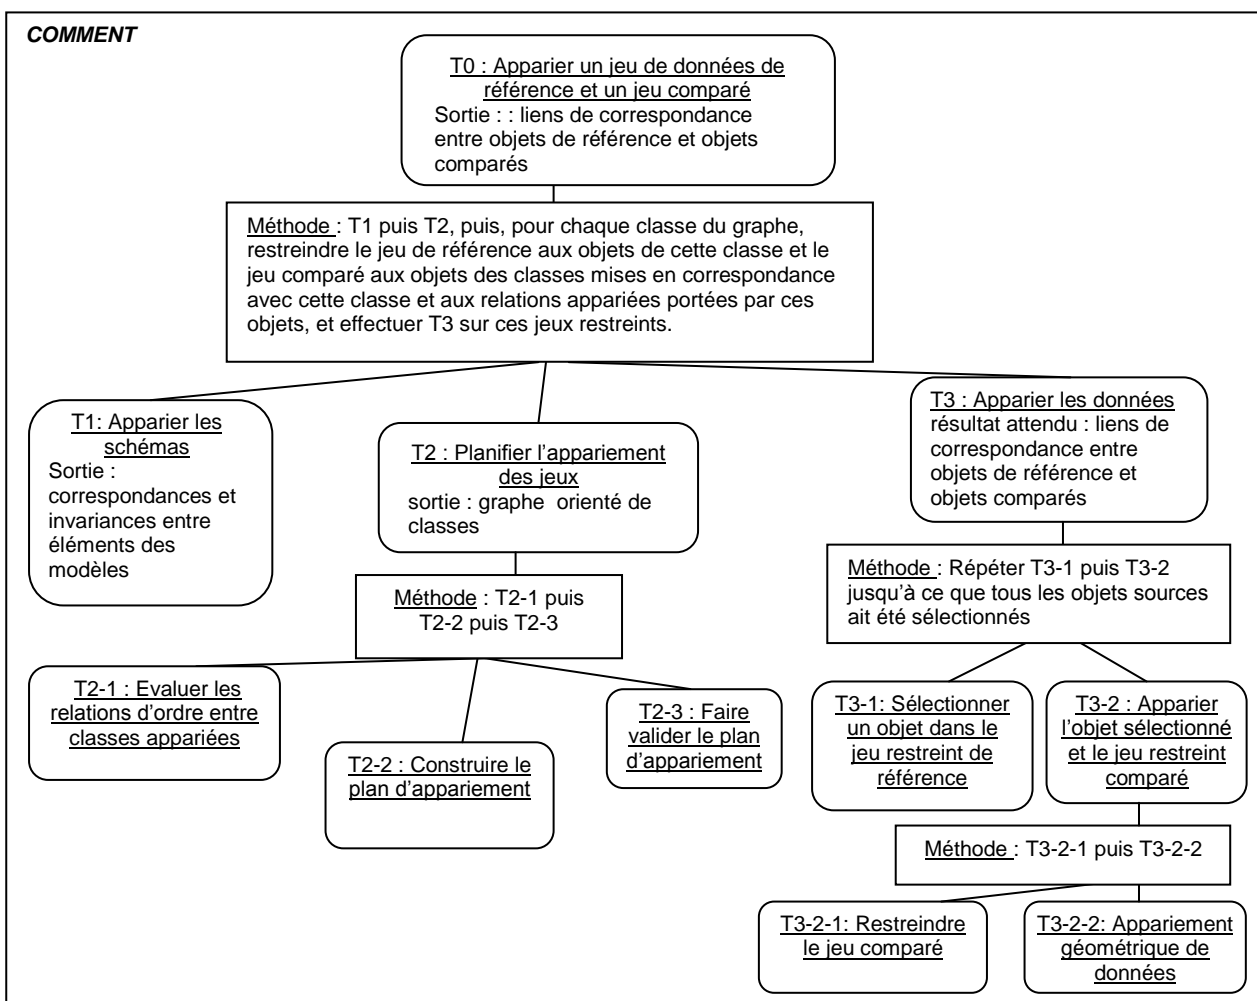 COMMENT
T0 : Apparier un jeu de données de
référence et un jeu comparé
Sortie : : liens de correspondance
entre objets de référence et objets
comparés
Méthode : T1 puis T2, puis, pour chaque classe du graphe,
restreindre le jeu de référence aux objets de cette classe et le
jeu comparé aux objets des classes mises en correspondance
avec cette classe et aux relations appariées portées par ces
objets, et effectuer T3 sur ces jeux restreints.
T1: Apparier les
schémas
Sortie :
correspondances et
invariances entre
éléments des
modèles
T2 : Planifier l’appariement
des jeux
sortie : graphe orienté de
classes
T3 : Apparier les données
résultat attendu : liens de
correspondance entre
objets de référence et
objets comparés
Méthode : T2-1 puis
T2-2 puis T2-3
Méthode : Répéter T3-1 puis T3-2
jusqu’à ce que tous les objets sources
ait été sélectionnés
T2-1 : Evaluer les
relations d’ordre entre
classes appariées
T2-2 : Construire le
plan d’appariement
T2-3 : Faire
valider le plan
d’appariement
T3-1: Sélectionner
un objet dans le
jeu restreint de
référence
T3-2 : Apparier
l’objet sélectionné
et le jeu restreint
comparé
Méthode : T3-2-1 puis T3-2-2
T3-2-1: Restreindre
le jeu comparé
T3-2-2: Appariement
géométrique de
données